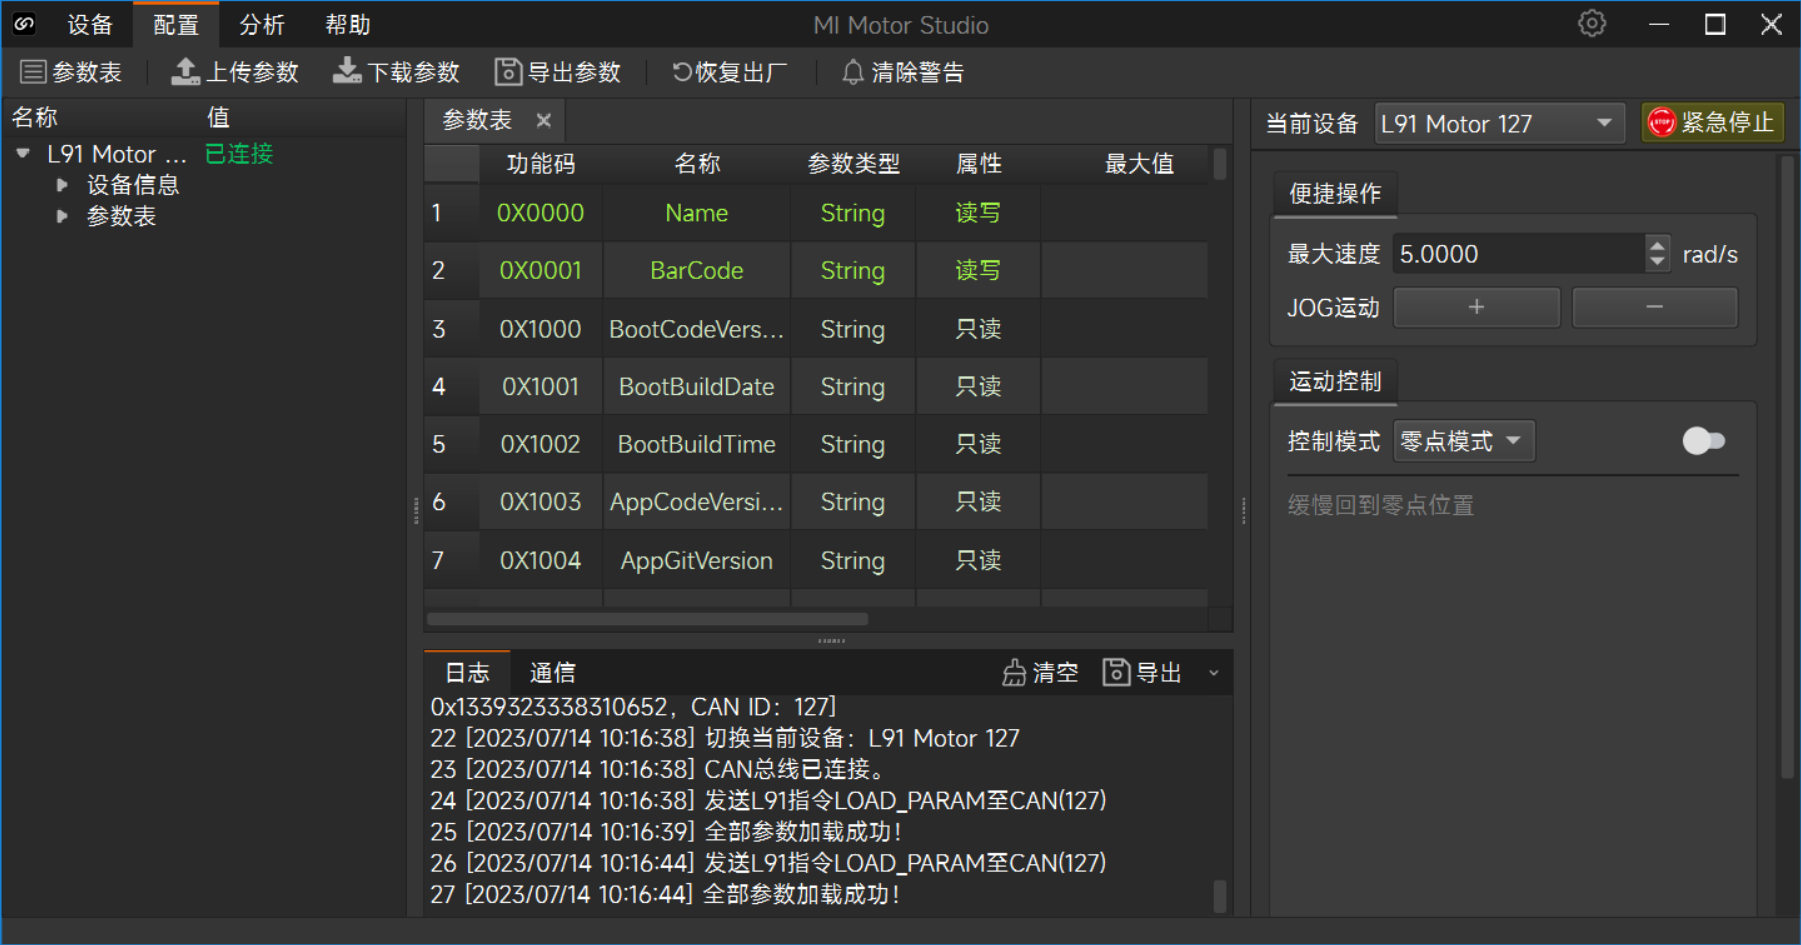 设备 配置 分析 帮助 MI Motor Studio
参数表 上传参数 下载参数 导出参数 恢复出厂 清除警告
名称 值
L91 Motor ... 已连接
设备信息
参数表
参数表
功能码 名称 参数类型 属性 最大值
1 0X0000 Name String 读写
2 0X0001 BarCode String 读写
3 0X1000 BootCodeVers... String 只读
4 0X1001 BootBuildDate String 只读
5 0X1002 BootBuildTime String 只读
6 0X1003 AppCodeVersi... String 只读
7 0X1004 AppGitVersion String 只读
日志 通信 清空 导出
0x1339323338310652，CAN ID：127]
22 [2023/07/14 10:16:38] 切换当前设备：L91 Motor 127
23 [2023/07/14 10:16:38] CAN总线已连接。
24 [2023/07/14 10:16:38] 发送L91指令LOAD_PARAM至CAN(127)
25 [2023/07/14 10:16:39] 全部参数加载成功！
26 [2023/07/14 10:16:44] 发送L91指令LOAD_PARAM至CAN(127)
27 [2023/07/14 10:16:44] 全部参数加载成功！
当前设备 L91 Motor 127 STOP 紧急停止
便捷操作
最大速度 5.0000 rad/s
JOG运动 + −
运动控制
控制模式 零点模式
缓慢回到零点位置